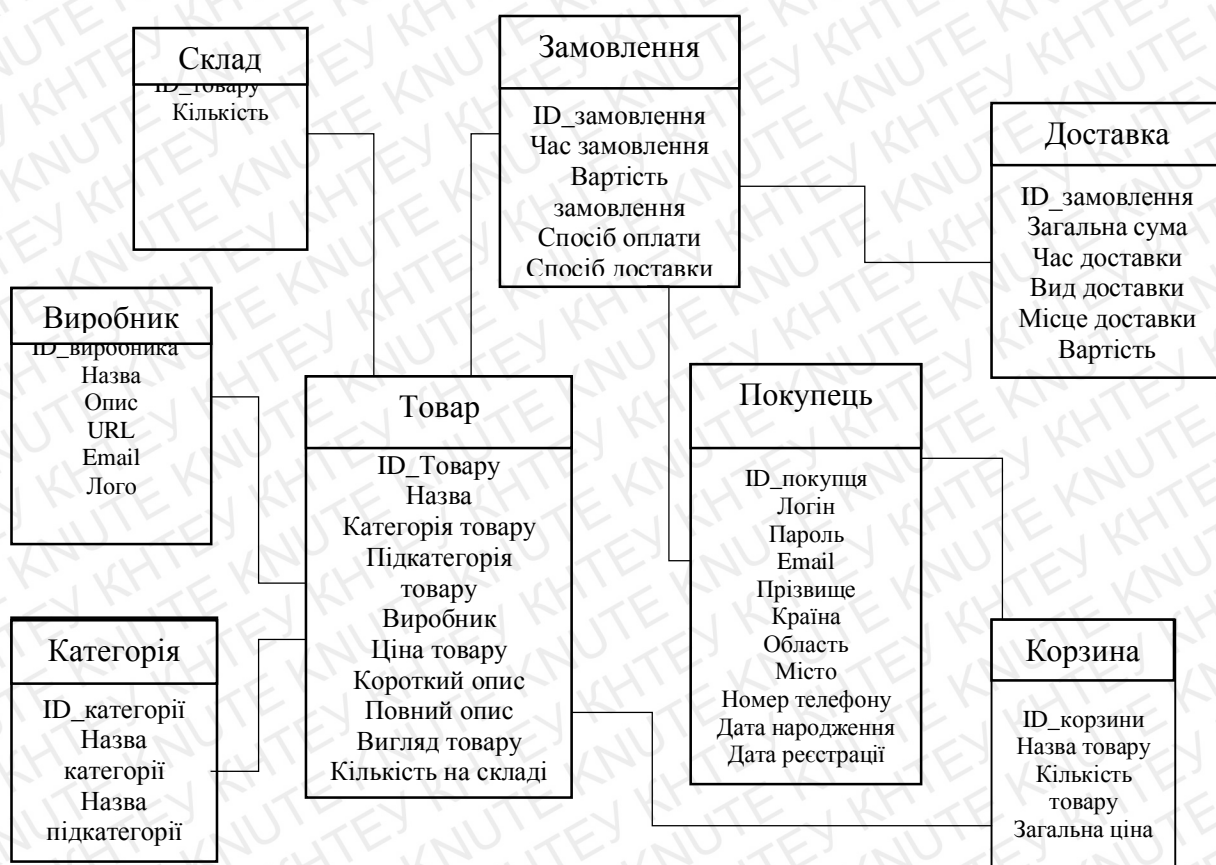 Склад
ID_товару
Кількість
Замовлення
ID_замовлення
Час замовлення
Вартість
замовлення
Спосіб оплати
Спосіб доставки
Доставка
ID_замовлення
Загальна сума
Час доставки
Вид доставки
Місце доставки
Вартість
Виробник
ID_виробника
Назва
Опис
URL
Email
Лого
Товар
ID_Товару
Назва
Категорія товару
Підкатегорія
товару
Виробник
Ціна товару
Короткий опис
Повний опис
Вигляд товару
Кількість на складі
Покупець
ID_покупця
Логін
Пароль
Email
Прізвище
Країна
Область
Місто
Номер телефону
Дата народження
Дата реєстрації
Категорія
ID_категорії
Назва
категорії
Назва
підкатегорії
Корзина
ID_корзини
Назва товару
Кількість
товару
Загальна ціна